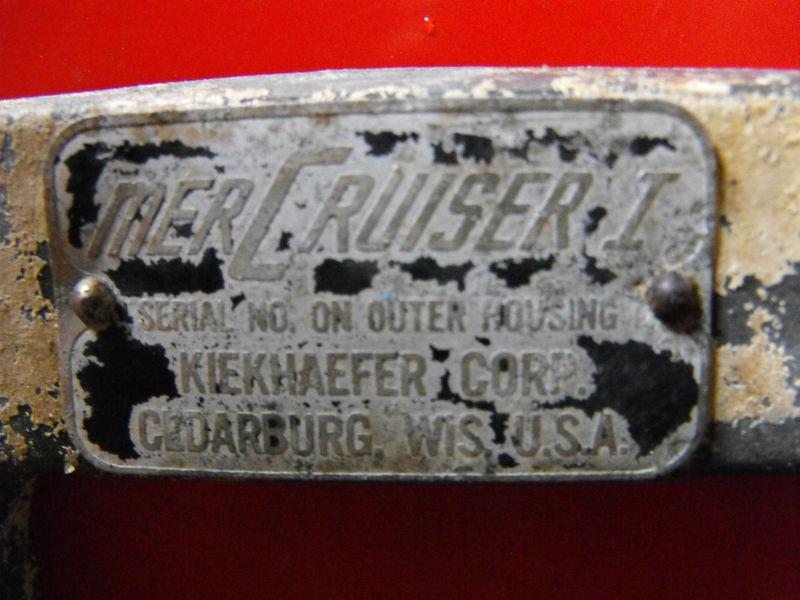 MERCRUISER I
SERIAL NO. ON OUTER HOUSING
KIEKHAEFER CORP.
CEDARBURG, WIS. U.S.A.